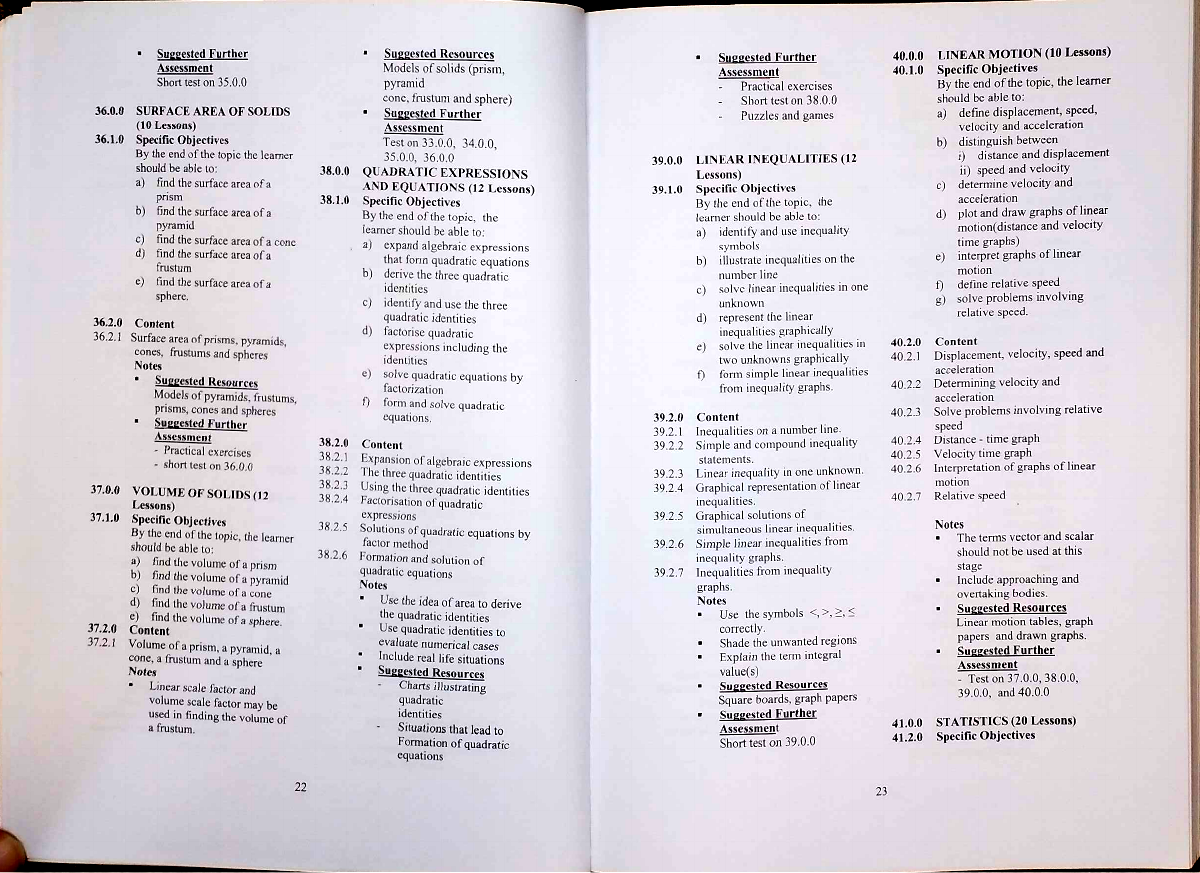 ▪ Suggested Further
Assessment
Short test on 35.0.0
36.0.0 SURFACE AREA OF SOLIDS
(10 Lessons)
36.1.0 Specific Objectives
By the end of the topic the learner
should be able to:
a) find the surface area of a
prism
b) find the surface area of a
pyramid
c) find the surface area of a cone
d) find the surface area of a
frustum
e) find the surface area of a
sphere.
36.2.0 Content
36.2.1 Surface area of prisms, pyramids,
cones, frustums and spheres
Notes
▪ Suggested Resources
Models of pyramids, frustums,
prisms, cones and spheres
▪ Suggested Further
Assessment
- Practical exercises
- short test on 36.0.0
37.0.0 VOLUME OF SOLIDS (12
Lessons)
37.1.0 Specific Objectives
By the end of the topic, the learner
should be able to:
a) find the volume of a prism
b) find the volume of a pyramid
c) find the volume of a cone
d) find the volume of a frustum
e) find the volume of a sphere.
37.2.0 Content
37.2.1 Volume of a prism, a pyramid, a
cone, a frustum and a sphere
Notes
▪ Linear scale factor and
volume scale factor may be
used in finding the volume of
a frustum.
▪ Suggested Resources
Models of solids (prism,
pyramid
cone, frustum and sphere)
▪ Suggested Further
Assessment
Test on 33.0.0, 34.0.0,
35.0.0, 36.0.0
38.0.0 QUADRATIC EXPRESSIONS
AND EQUATIONS (12 Lessons)
38.1.0 Specific Objectives
By the end of the topic, the
learner should be able to:
a) expand algebraic expressions
that form quadratic equations
b) derive the three quadratic
identities
c) identify and use the three
quadratic identities
d) factorise quadratic
expressions including the
identities
e) solve quadratic equations by
factorization
f) form and solve quadratic
equations.
38.2.0 Content
38.2.1 Expansion of algebraic expressions
38.2.2 The three quadratic identities
38.2.3 Using the three quadratic identities
38.2.4 Factorisation of quadratic
expressions
38.2.5 Solutions of quadratic equations by
factor method
38.2.6 Formation and solution of
quadratic equations
Notes
▪ Use the idea of area to derive
the quadratic identities
▪ Use quadratic identities to
evaluate numerical cases
▪ Include real life situations
▪ Suggested Resources
- Charts illustrating
quadratic
identities
- Situations that lead to
Formation of quadratic
equations
22
▪ Suggested Further
Assessment
- Practical exercises
- Short test on 38.0.0
- Puzzles and games
39.0.0 LINEAR INEQUALITIES (12
Lessons)
39.1.0 Specific Objectives
By the end of the topic, the
learner should be able to:
a) identify and use inequality
symbols
b) illustrate inequalities on the
number line
c) solve linear inequalities in one
unknown
d) represent the linear
inequalities graphically
e) solve the linear inequalities in
two unknowns graphically
f) form simple linear inequalities
from inequality graphs.
39.2.0 Content
39.2.1 Inequalities on a number line.
39.2.2 Simple and compound inequality
statements.
39.2.3 Linear inequality in one unknown.
39.2.4 Graphical representation of linear
inequalities.
39.2.5 Graphical solutions of
simultaneous linear inequalities.
39.2.6 Simple linear inequalities from
inequality graphs.
39.2.7 Inequalities from inequality
graphs.
Notes
▪ Use the symbols <, >, ≥, ≤
correctly.
▪ Shade the unwanted regions
▪ Explain the term integral
value(s)
▪ Suggested Resources
Square boards, graph papers
▪ Suggested Further
Assessment
Short test on 39.0.0
40.0.0 LINEAR MOTION (10 Lessons)
40.1.0 Specific Objectives
By the end of the topic, the learner
should be able to:
a) define displacement, speed,
velocity and acceleration
b) distinguish between
i) distance and displacement
ii) speed and velocity
c) determine velocity and
acceleration
d) plot and draw graphs of linear
motion(distance and velocity
time graphs)
e) interpret graphs of linear
motion
f) define relative speed
g) solve problems involving
relative speed.
40.2.0 Content
40.2.1 Displacement, velocity, speed and
acceleration
40.2.2 Determining velocity and
acceleration
40.2.3 Solve problems involving relative
speed
40.2.4 Distance - time graph
40.2.5 Velocity time graph
40.2.6 Interpretation of graphs of linear
motion
40.2.7 Relative speed
Notes
▪ The terms vector and scalar
should not be used at this
stage
▪ Include approaching and
overtaking bodies.
▪ Suggested Resources
Linear motion tables, graph
papers and drawn graphs.
▪ Suggested Further
Assessment
- Test on 37.0.0, 38.0.0,
39.0.0, and 40.0.0
41.0.0 STATISTICS (20 Lessons)
41.2.0 Specific Objectives
23